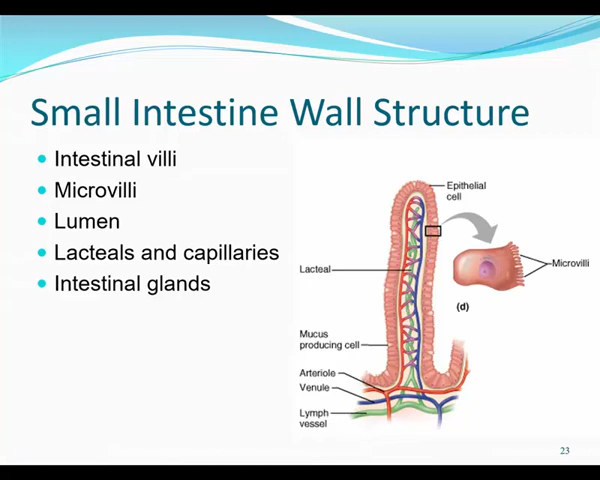 Small Intestine Wall Structure
Intestinal villi
Microvilli
Lumen
Lacteals and capillaries
Intestinal glands
Epithelial
cell
Lacteal
Microvilli
(d)
Mucus
producing cell
Arteriole
Venule
Lymph
vessel
23